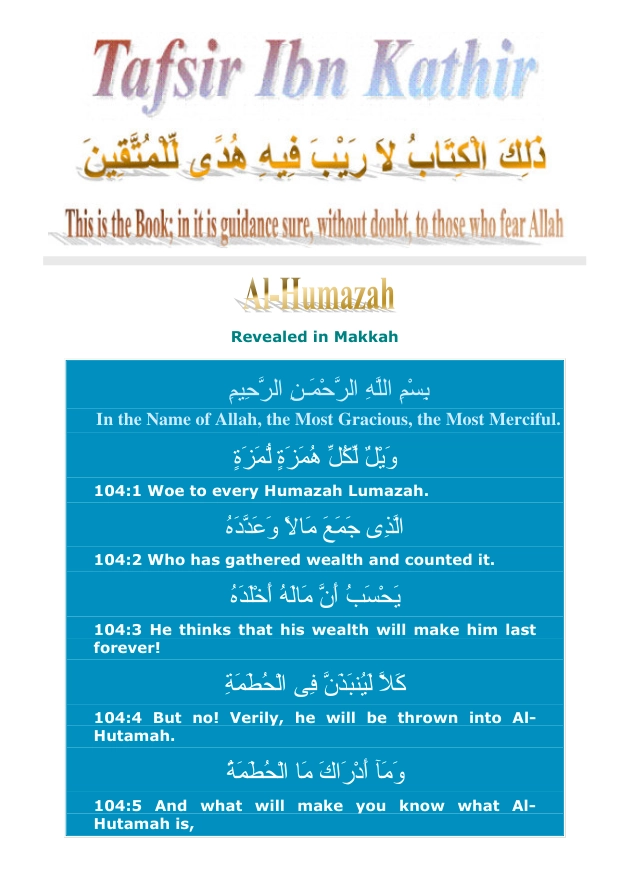 Tafsir Ibn Kathir
ذَلِكَ الْكِتَابُ لاَ رَيْبَ فِيهِ هُدًى لِّلْمُتَّقِينَ
This is the Book; in it is guidance sure, without doubt, to those who fear Allah
Al-Humazah
Revealed in Makkah
بِسْمِ اللَّهِ الرَّحْمَـنِ الرَّحِيمِ
In the Name of Allah, the Most Gracious, the Most Merciful.
وَيْلٌ لِّكُلِّ هُمَزَةٍ لُّمَزَةٍ
104:1 Woe to every Humazah Lumazah.
الَّذِى جَمَعَ مَالاً وَعَدَّدَهُ
104:2 Who has gathered wealth and counted it.
يَحْسَبُ أَنَّ مَالَهُ أَخْلَدَهُ
104:3 He thinks that his wealth will make him last
forever!
كَلاَّ لَيُنبَذَنَّ فِى الْحُطَمَةِ
104:4 But no! Verily, he will be thrown into Al-
Hutamah.
وَمَآ أَدْرَاكَ مَا الْحُطَمَةُ
104:5 And what will make you know what Al-
Hutamah is,